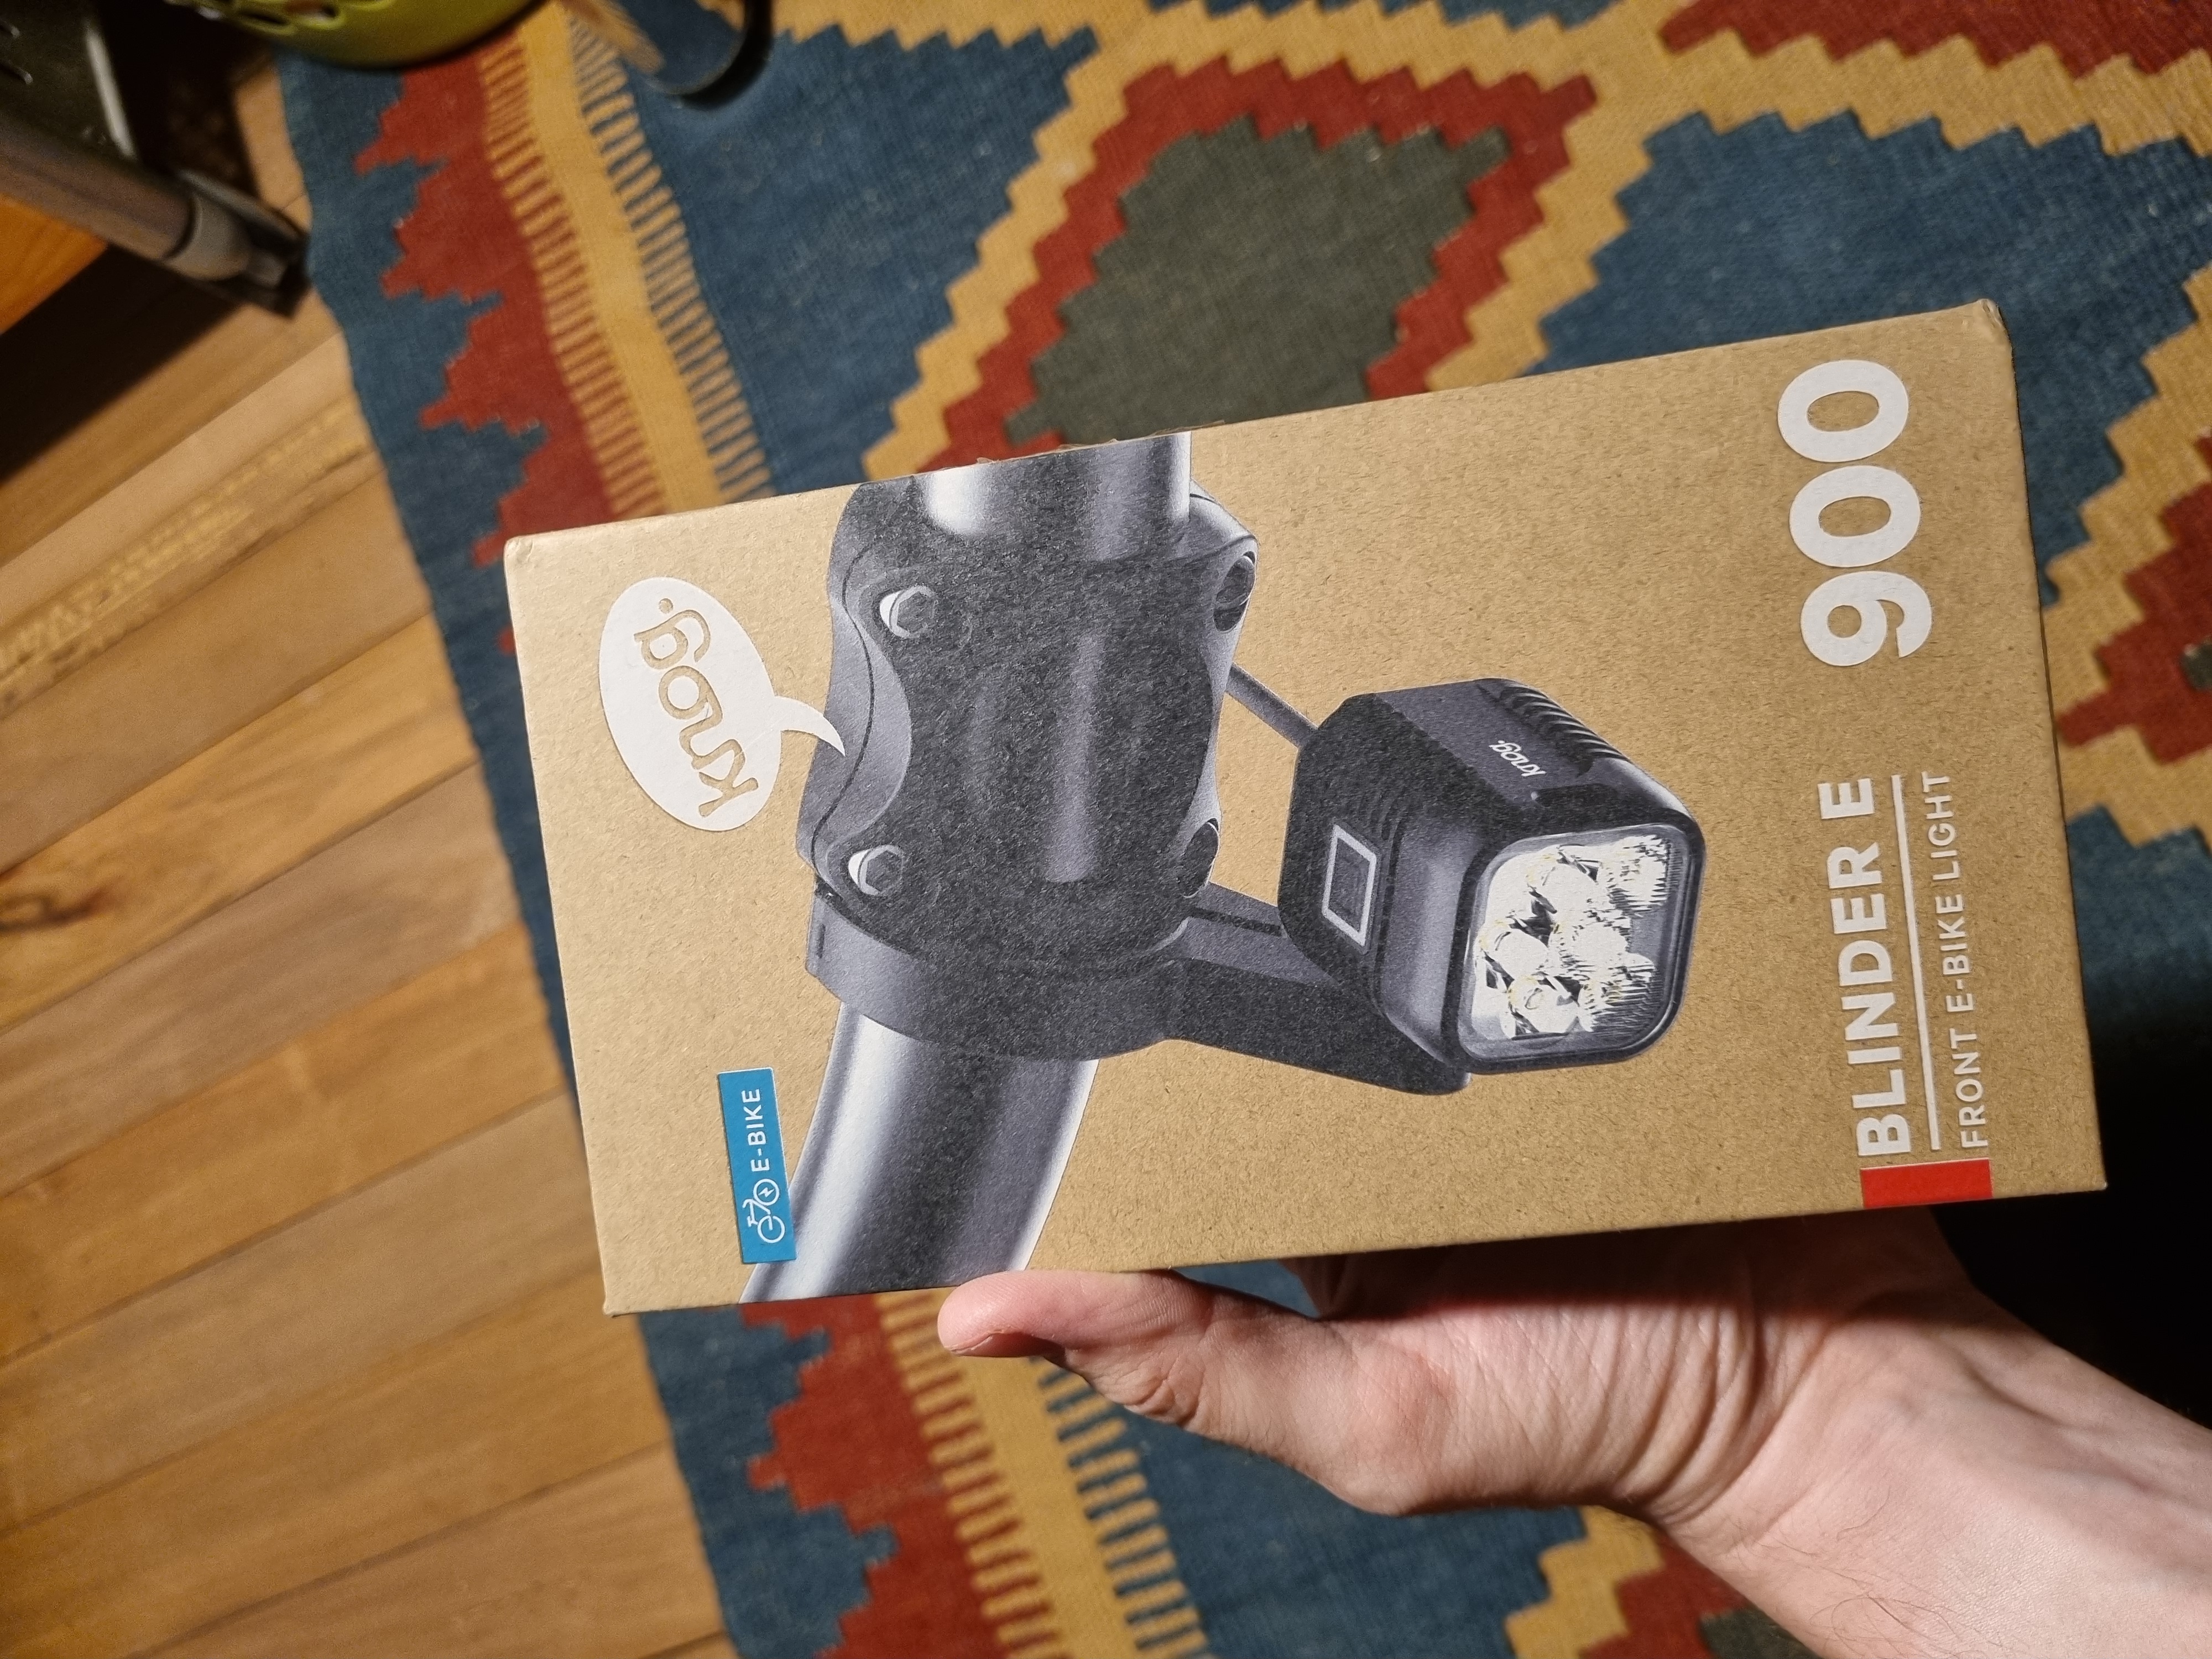 knog.
E-BIKE
knog.
BLINDER E
FRONT E-BIKE LIGHT
900